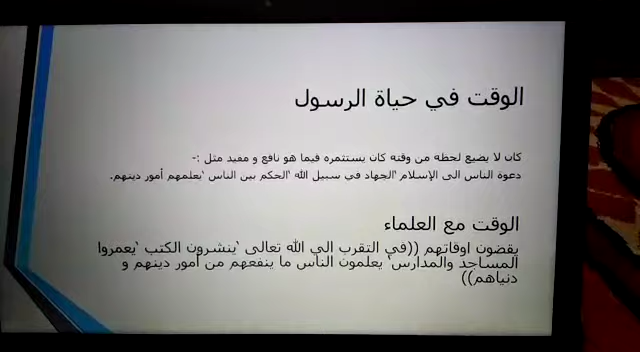 الوقت في حياة الرسول
كان لا يضيع لحظه من وقته كان يستثمره فيما هو نافع و مفيد مثل :-
دعوة الناس الى الإسلام ‛الجهاد في سبيل الله ‛الحكم بين الناس ‛يعلمهم أمور دينهم.
الوقت مع العلماء
يقضون اوقاتهم ((في التقرب الي الله تعالى ‛ينشرون الكتب ‛يعمروا
المساجد والمدارس‛ يعلمون الناس ما ينفعهم من أمور دينهم و
دنياهم))